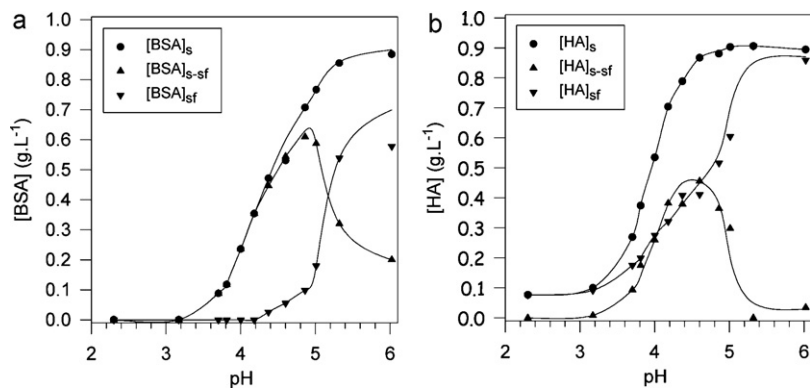 a
1.0
0.9
0.8
0.7
0.6
0.5
0.4
0.3
0.2
0.1
0.0
[BSA] (g.L⁻¹)
[BSA]s
[BSA]s-sf
[BSA]sf
2 3 4 5 6
pH
b
1.0
0.9
0.8
0.7
0.6
0.5
0.4
0.3
0.2
0.1
0.0
[HA] (g.L⁻¹)
[HA]s
[HA]s-sf
[HA]sf
2 3 4 5 6
pH